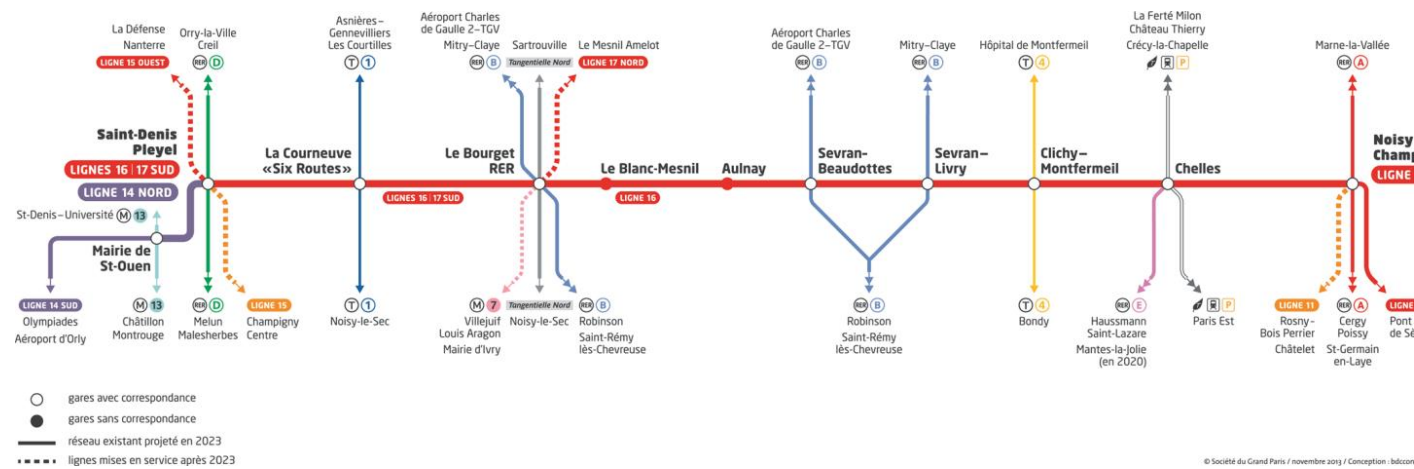 La Défense
Nanterre
LIGNE 15 OUEST
Orry-la-Ville
Creil
RER D
Asnières–
Gennevilliers
Les Courtilles
T 1
Aéroport Charles
de Gaulle 2–TGV
Mitry–Claye
RER B
Sartrouville
Tangentielle Nord
Le Mesnil Amelot
LIGNE 17 NORD
Aéroport Charles
de Gaulle 2–TGV
RER B
Mitry–Claye
RER B
Hôpital de Montfermeil
T 4
La Ferté Milon
Château Thierry
Crécy-la-Chapelle
P
Marne-la-Vallée
RER A
Saint-Denis
Pleyel
LIGNES 16 | 17 SUD
LIGNE 14 NORD
La Courneuve
«Six Routes»
LIGNES 16 | 17 SUD
Le Bourget
RER
Le Blanc-Mesnil
LIGNE 16
Aulnay
Sevran-
Beaudottes
Sevran–
Livry
Clichy–
Montfermeil
Chelles
Noisy
Champ
LIGNE
St-Denis–Université M 13
Mairie de
St-Ouen
LIGNE 14 SUD
Olympiades
Aéroport d'Orly
M 13
Châtillon
Montrouge
RER D
Melun
Malesherbes
LIGNE 15
Champigny
Centre
T 1
Noisy-le-Sec
M 7
Villejuif
Louis Aragon
Mairie d'Ivry
Tangentielle Nord
Noisy-le-Sec
RER B
Robinson
Saint-Rémy
lès-Chevreuse
RER B
Robinson
Saint-Rémy
lès-Chevreuse
T 4
Bondy
RER E
Haussmann
Saint-Lazare
Mantes-la-Jolie
(en 2020)
P
Paris Est
LIGNE 11
Rosny–
Bois Perrier
Châtelet
RER A
Cergy
Poissy
St-Germain
en-Laye
LIGNE
Pont
de Sè
gares avec correspondance
gares sans correspondance
réseau existant projeté en 2023
lignes mises en service après 2023
© Société du Grand Paris / novembre 2013 / Conception : bdccon